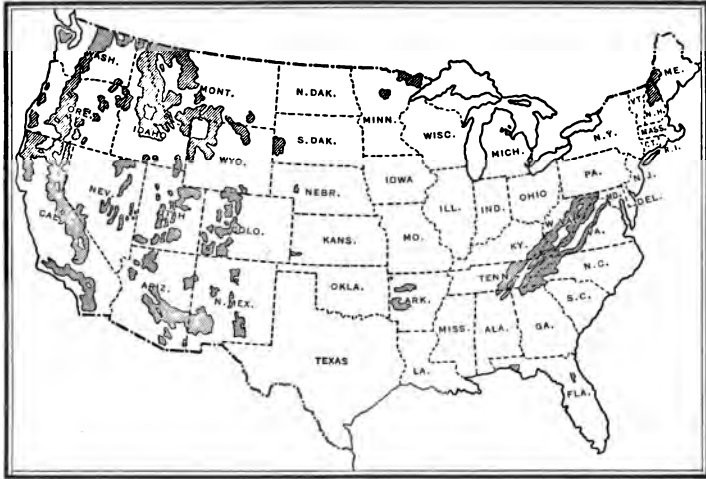 WASH.
MONT.
N. DAK.
MINN.
ME.
VT.
N.H.
ORE.
IDAHO
S. DAK.
WISC.
MICH.
N.Y.
MASS.
CT.
R.I.
WYO.
NEBR.
IOWA
PA.
N.J.
NEV.
ILL.
IND.
OHIO
MD.
DEL.
CAL.
COLO.
KANS.
MO.
KY.
VA.
ARIZ.
N. MEX.
OKLA.
ARK.
TENN.
N.C.
S.C.
TEXAS
MISS.
ALA.
GA.
LA.
FLA.